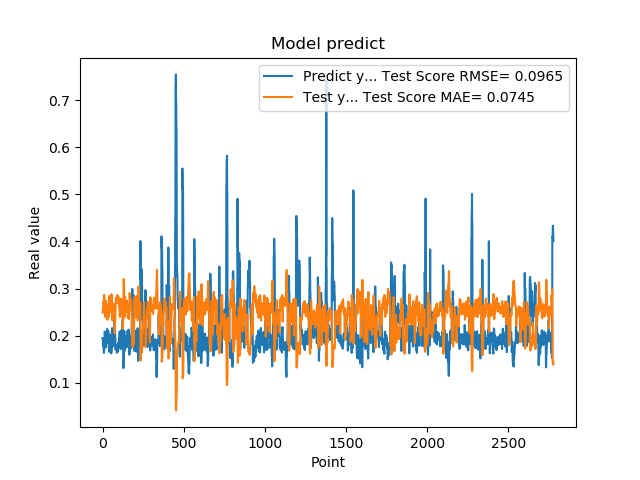 Model predict
Predict y... Test Score RMSE= 0.0965
Test y... Test Score MAE= 0.0745
0.7
0.6
0.5
0.4
0.3
0.2
0.1
Real value
0 500 1000 1500 2000 2500
Point